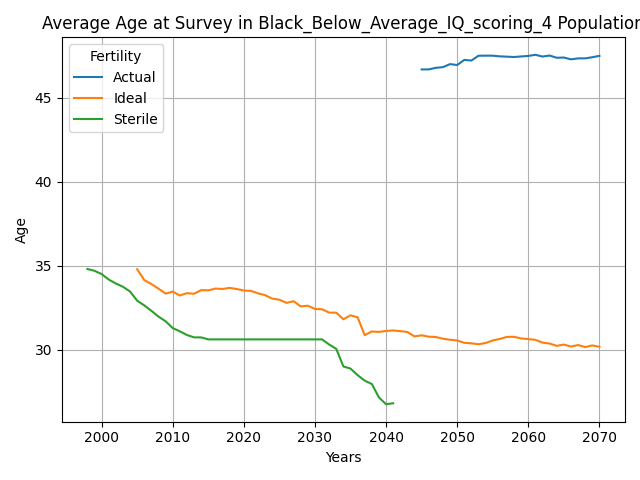 Average Age at Survey in Black_Below_Average_IQ_scoring_4 Population
Fertility
Actual
Ideal
Sterile
45
40
35
30
Age
2000 2010 2020 2030 2040 2050 2060 2070
Years